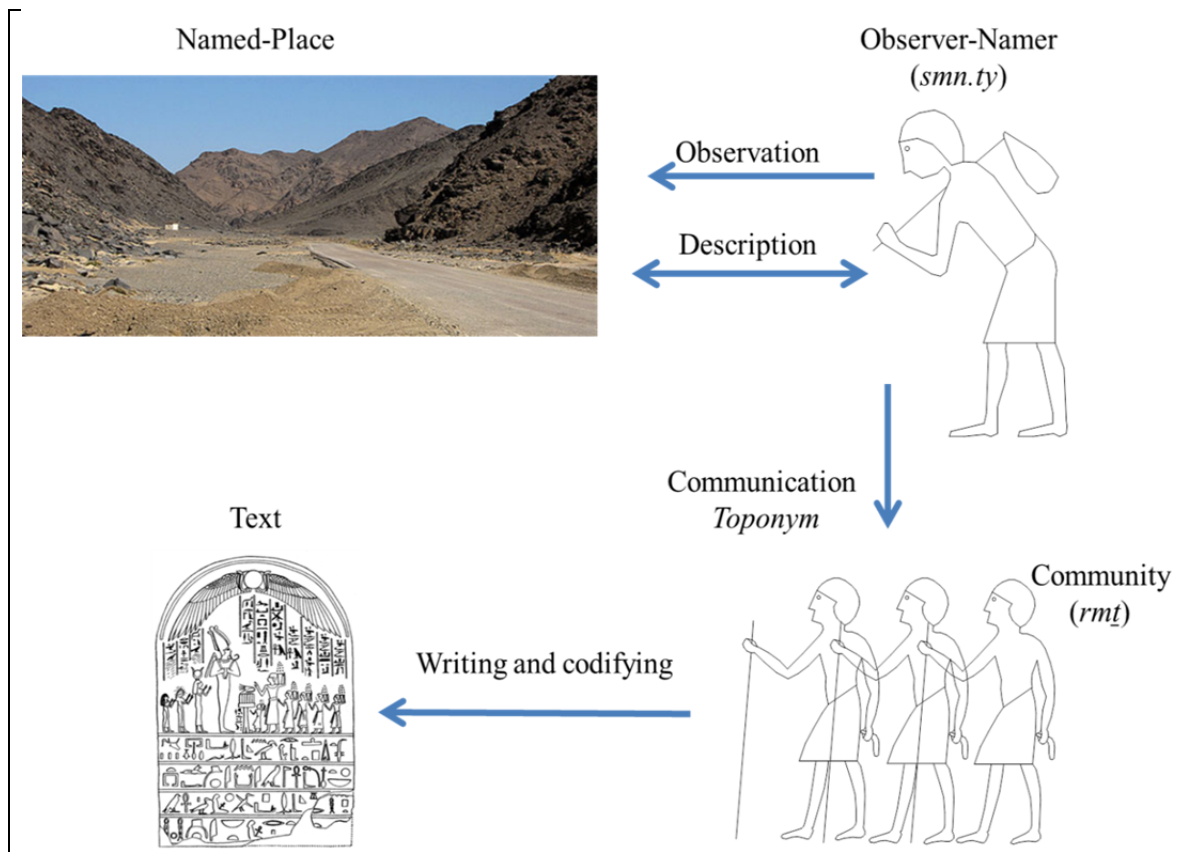 Named-Place
Observer-Namer
(smn.ty)
Observation
Description
Communication
Toponym
Text
Community
(rmṯ)
Writing and codifying